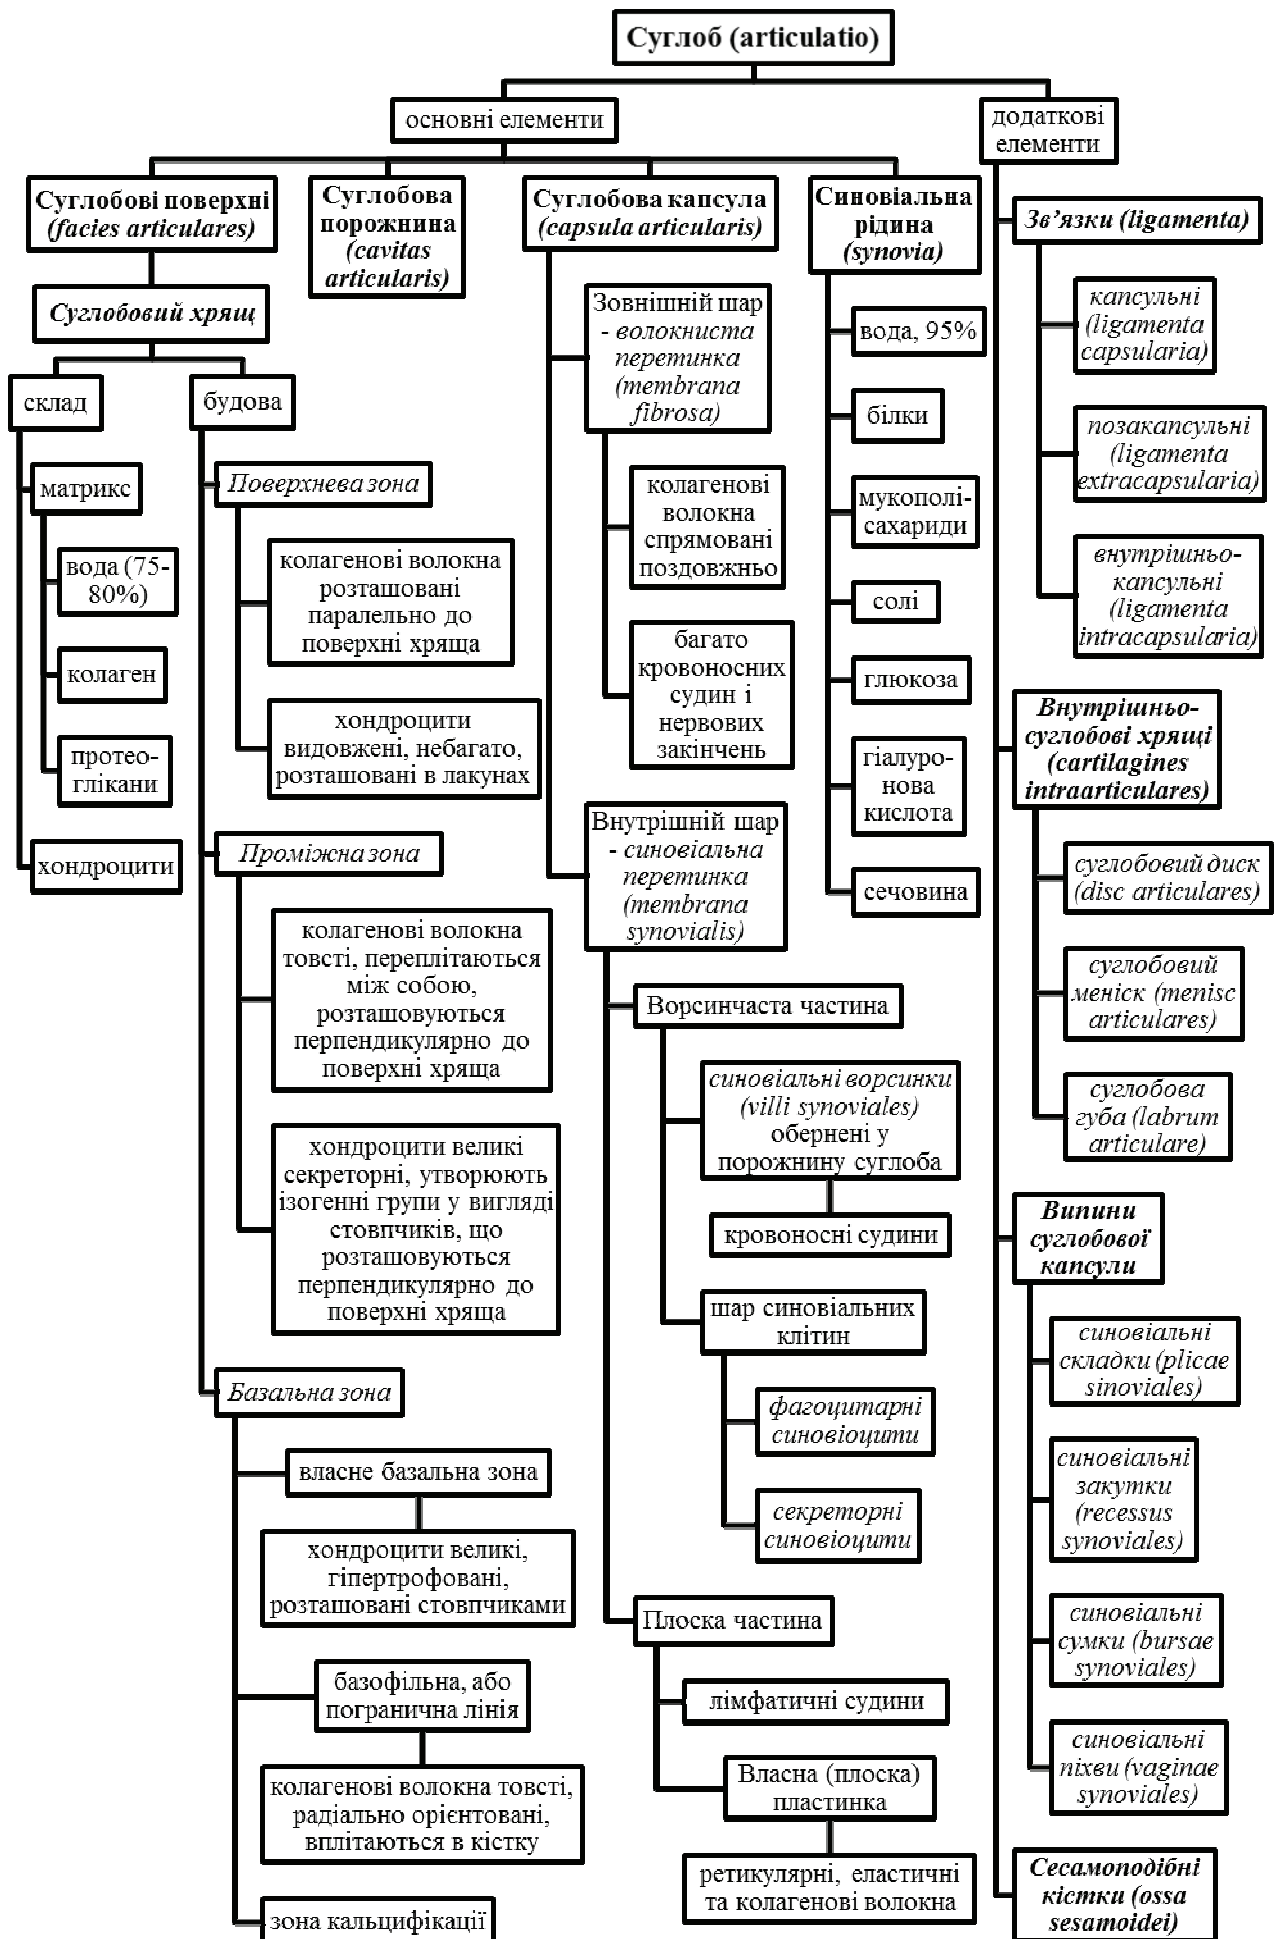 Суглоб (articulatio)
основні елементи
додаткові
елементи
Суглобові поверхні
(facies articulares)
Суглобова
порожнина
(cavitas
articularis)
Суглобова капсула
(capsula articularis)
Синовіальна
рідина
(synovia)
Суглобовий хрящ
склад
матрикс
вода (75-
80%)
колаген
протео-
глікани
хондроцити
будова
Поверхнева зона
колагенові волокна
розташовані
паралельно до
поверхні хряща
хондроцити
видовжені, небагато,
розташовані в лакунах
Проміжна зона
колагенові волокна
товсті, переплітаються
між собою,
розташовуються
перпендикулярно до
поверхні хряща
хондроцити великі
секреторні, утворюють
ізогенні групи у вигляді
стовпчиків, що
розташовуються
перпендикулярно до
поверхні хряща
Базальна зона
власне базальна зона
хондроцити великі,
гіпертрофовані,
розташовані стовпчиками
базофільна, або
погранична лінія
колагенові волокна товсті,
радіально орієнтовані,
вплітаються в кістку
зона кальцифікації
Зовнішній шар
- волокниста
перетинка
(membrana
fibrosa)
колагенові
волокна
спрямовані
поздовжньо
багато
кровоносних
судин і
нервових
закінчень
Внутрішній шар
- синовіальна
перетинка
(membrana
synovialis)
Ворсинчаста частина
синовіальні ворсинки
(villi synoviales)
обернені у
порожнину суглоба
кровоносні судини
шар синовіальних
клітин
фагоцитарні
синовіоцити
секреторні
синовіоцити
Плоска частина
лімфатичні судини
Власна (плоска)
пластинка
ретикулярні, еластичні
та колагенові волокна
вода, 95%
білки
мукополі-
сахариди
солі
глюкоза
гіалуро-
нова
кислота
сечовина
Зв’язки (ligamenta)
капсульні
(ligamenta
capsularia)
позакапсульні
(ligamenta
extracapsularia)
внутрішньо-
капсульні
(ligamenta
intracapsularia)
Внутрішньо-
суглобові хрящі
(cartilagines
intraarticulares)
суглобовий диск
(disc articulares)
суглобовий
меніск (menisc
articulares)
суглобова
губа (labrum
articulare)
Випини
суглобової
капсули
синовіальні
складки (plicae
sinoviales)
синовіальні
закутки
(recessus
synoviales)
синовіальні
сумки (bursae
synoviales)
синовіальні
піхви (vaginae
synoviales)
Сесамоподібні
кістки (ossa
sesamoidei)